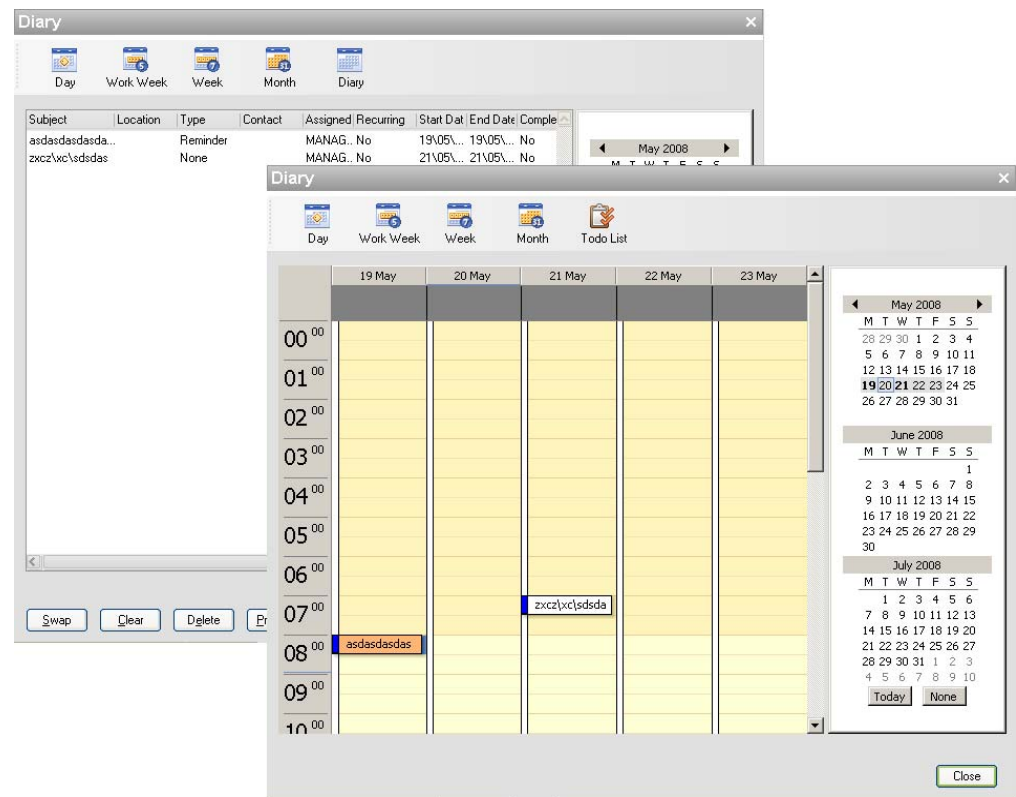 Diary
Day Work Week Week Month Diary
Subject Location Type Contact Assigned Recurring Start Dat End Date Comple
asdasdasdasda... Reminder MANAG.. No 19\05\... 19\05\... No
zxcz\xc\sdsdas None MANAG.. No 21\05\... 21\05\... No
May 2008
M T W T F S S
Swap Clear Delete Pr
Diary
Day Work Week Week Month Todo List
19 May 20 May 21 May 22 May 23 May
00 00
01 00
02 00
03 00
04 00
05 00
06 00
07 00
zxcz\xc\sdsda
08 00
asdasdasdas
09 00
10 00
May 2008
M T W T F S S
28 29 30 1 2 3 4
5 6 7 8 9 10 11
12 13 14 15 16 17 18
19 20 21 22 23 24 25
26 27 28 29 30 31
June 2008
M T W T F S S
1
2 3 4 5 6 7 8
9 10 11 12 13 14 15
16 17 18 19 20 21 22
23 24 25 26 27 28 29
30
July 2008
M T W T F S S
1 2 3 4 5 6
7 8 9 10 11 12 13
14 15 16 17 18 19 20
21 22 23 24 25 26 27
28 29 30 31 1 2 3
4 5 6 7 8 9 10
Today None
Close